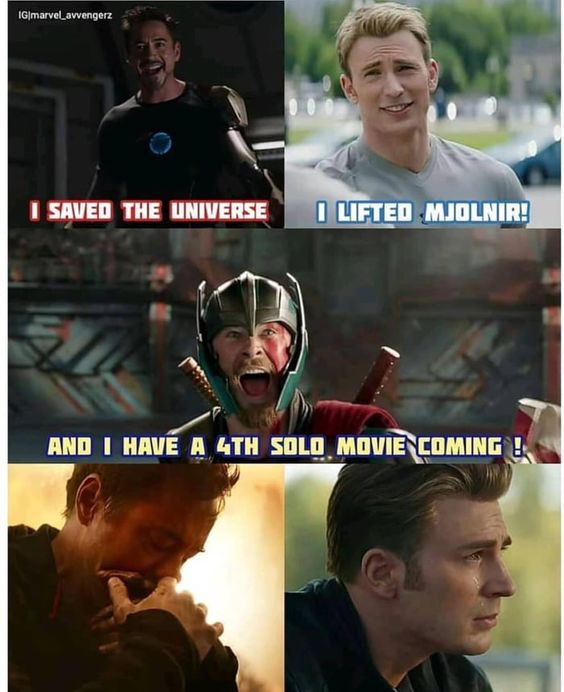 IG|marvel_avvengerz
I SAVED THE UNIVERSE
I LIFTED MJOLNIR!
AND I HAVE A 4TH SOLO MOVIE COMING !